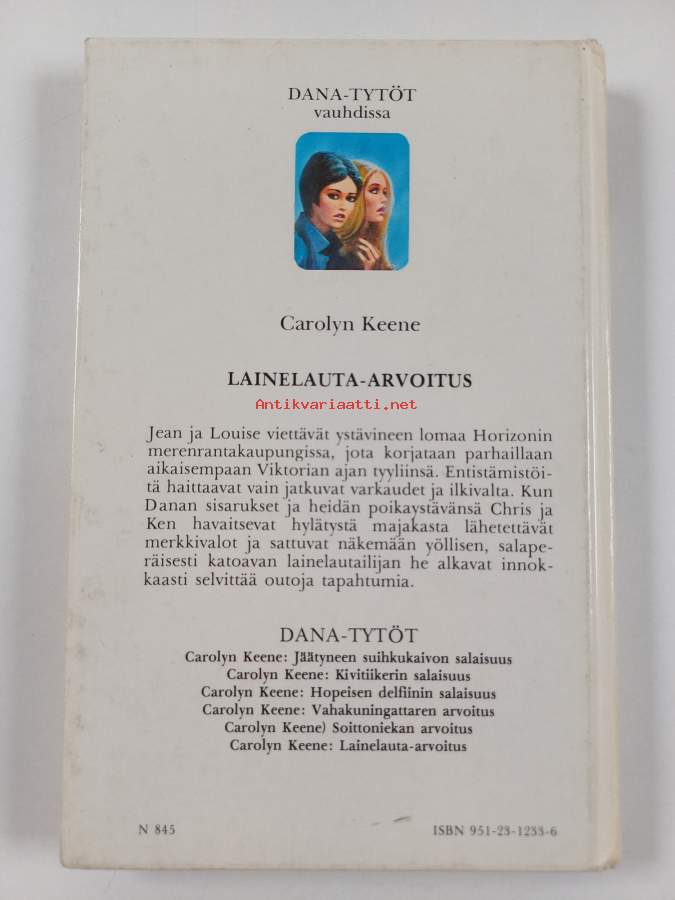 DANA-TYTÖT
vauhdissa
Carolyn Keene
LAINELAUTA-ARVOITUS
Antikvariaatti.net
Jean ja Louise viettävät ystävineen lomaa Horizonin
merenrantakaupungissa, jota korjataan parhaillaan
aikaisempaan Viktorian ajan tyyliinsä. Entistämistöi-
tä haittaavat vain jatkuvat varkaudet ja ilkivalta. Kun
Danan sisarukset ja heidän poikaystävänsä Chris ja
Ken havaitsevat hylätystä majakasta lähetettävät
merkkivalot ja sattuvat näkemään yöllisen, salape-
räisesti katoavan lainelautailijan he alkavat innok-
kaasti selvittää outoja tapahtumia.
DANA-TYTÖT
Carolyn Keene: Jäätyneen suihkukaivon salaisuus
Carolyn Keene: Kivitiikerin salaisuus
Carolyn Keene: Hopeisen delfiinin salaisuus
Carolyn Keene: Vahakuningattaren arvoitus
Carolyn Keene) Soittoniekan arvoitus
Carolyn Keene: Lainelauta-arvoitus
N 845
ISBN 951-23-1233-6